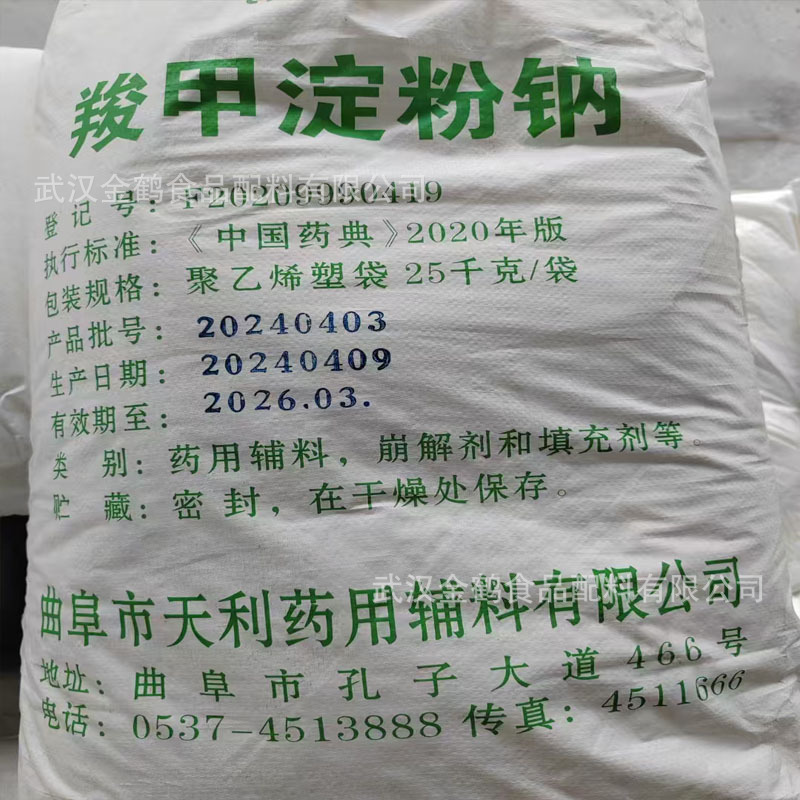 羧甲淀粉钠
武汉金鹤食品配料有限公司
登记号：F20209990419
执行标准：《中国药典》2020年版
包装规格：聚乙烯塑袋 25千克/袋
产品批号：20240403
生产日期：20240409
有效期至：2026.03.
类别：药用辅料，崩解剂和填充剂等。
贮藏：密封，在干燥处保存。
武汉金鹤食品配料有限公司
曲阜市天利药用辅料有限公司
地址：曲阜市孔子大道466号
电话：0537-4513888 传真：4511666